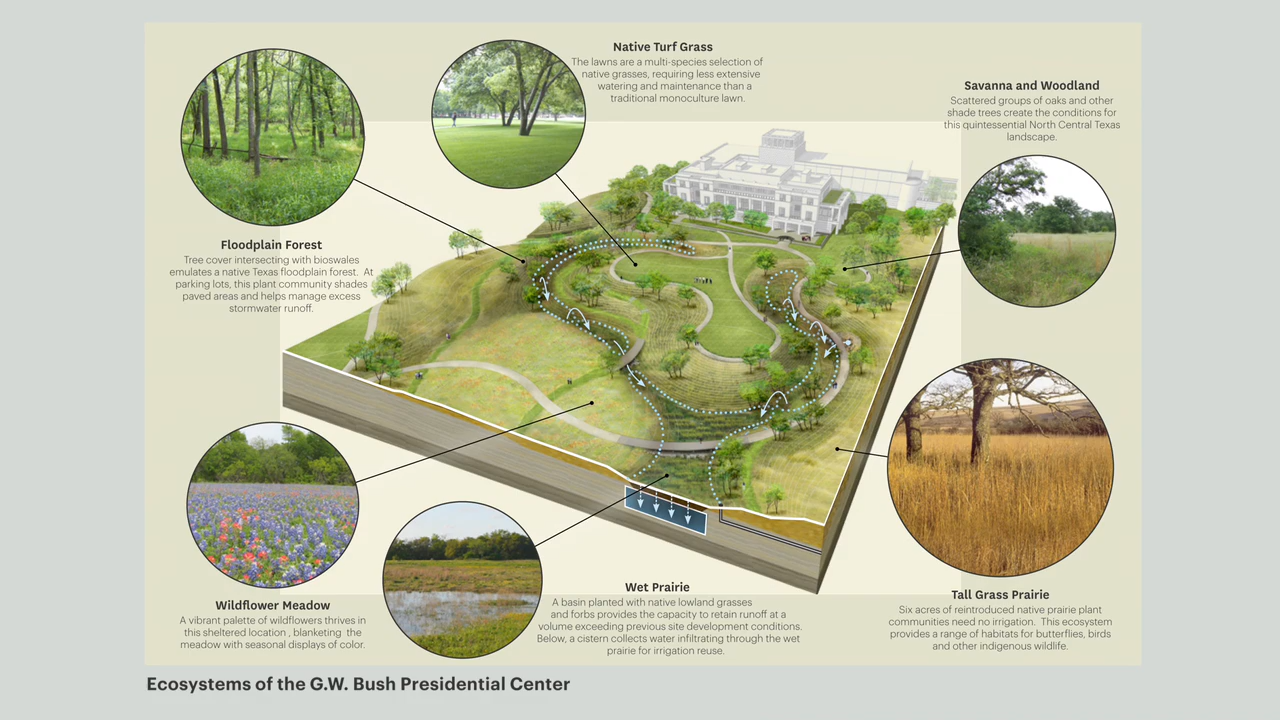 Native Turf Grass
The lawns are a multi-species selection of
native grasses, requiring less extensive
watering and maintenance than a
traditional monoculture lawn.
Savanna and Woodland
Scattered groups of oaks and other
shade trees create the conditions for
this quintessential North Central Texas
landscape.
Floodplain Forest
Tree cover intersecting with bioswales
emulates a native Texas floodplain forest. At
parking lots, this plant community shades
paved areas and helps manage excess
stormwater runoff.
Wildflower Meadow
A vibrant palette of wildflowers thrives in
this sheltered location , blanketing the
meadow with seasonal displays of color.
Wet Prairie
A basin planted with native lowland grasses
and forbs provides the capacity to retain runoff at a
volume exceeding previous site development conditions.
Below, a cistern collects water infiltrating through the wet
prairie for irrigation reuse.
Tall Grass Prairie
Six acres of reintroduced native prairie plant
communities need no irrigation. This ecosystem
provides a range of habitats for butterflies, birds
and other indigenous wildlife.
Ecosystems of the G.W. Bush Presidential Center